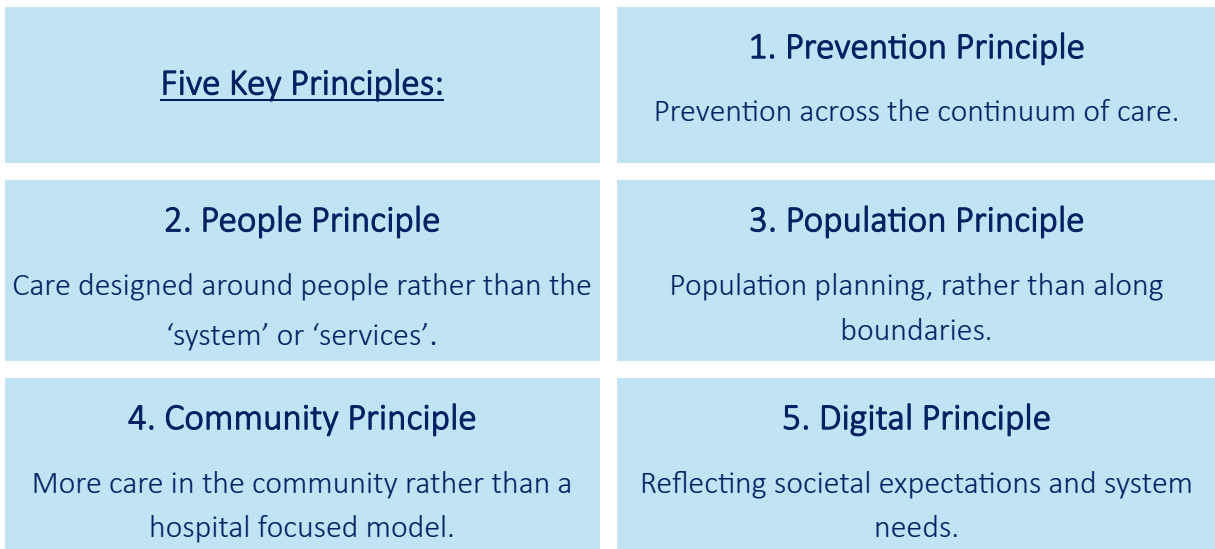 Five Key Principles:
1. Prevention Principle
Prevention across the continuum of care.
2. People Principle
Care designed around people rather than the
‘system’ or ‘services’.
3. Population Principle
Population planning, rather than along
boundaries.
4. Community Principle
More care in the community rather than a
hospital focused model.
5. Digital Principle
Reflecting societal expectations and system
needs.